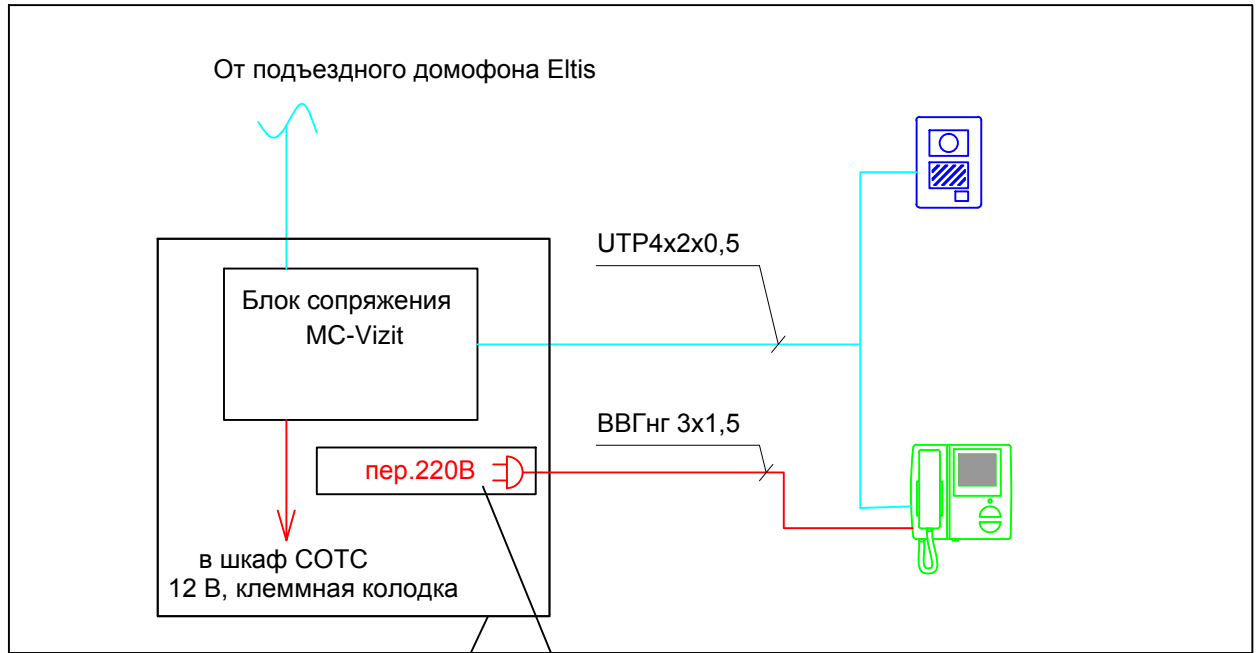 От подъездного домофона Eltis
UTP4x2x0,5
Блок сопряжения
MC-Vizit
ВВГнг 3x1,5
пер.220В
в шкаф СОТС
12 В, клеммная колодка